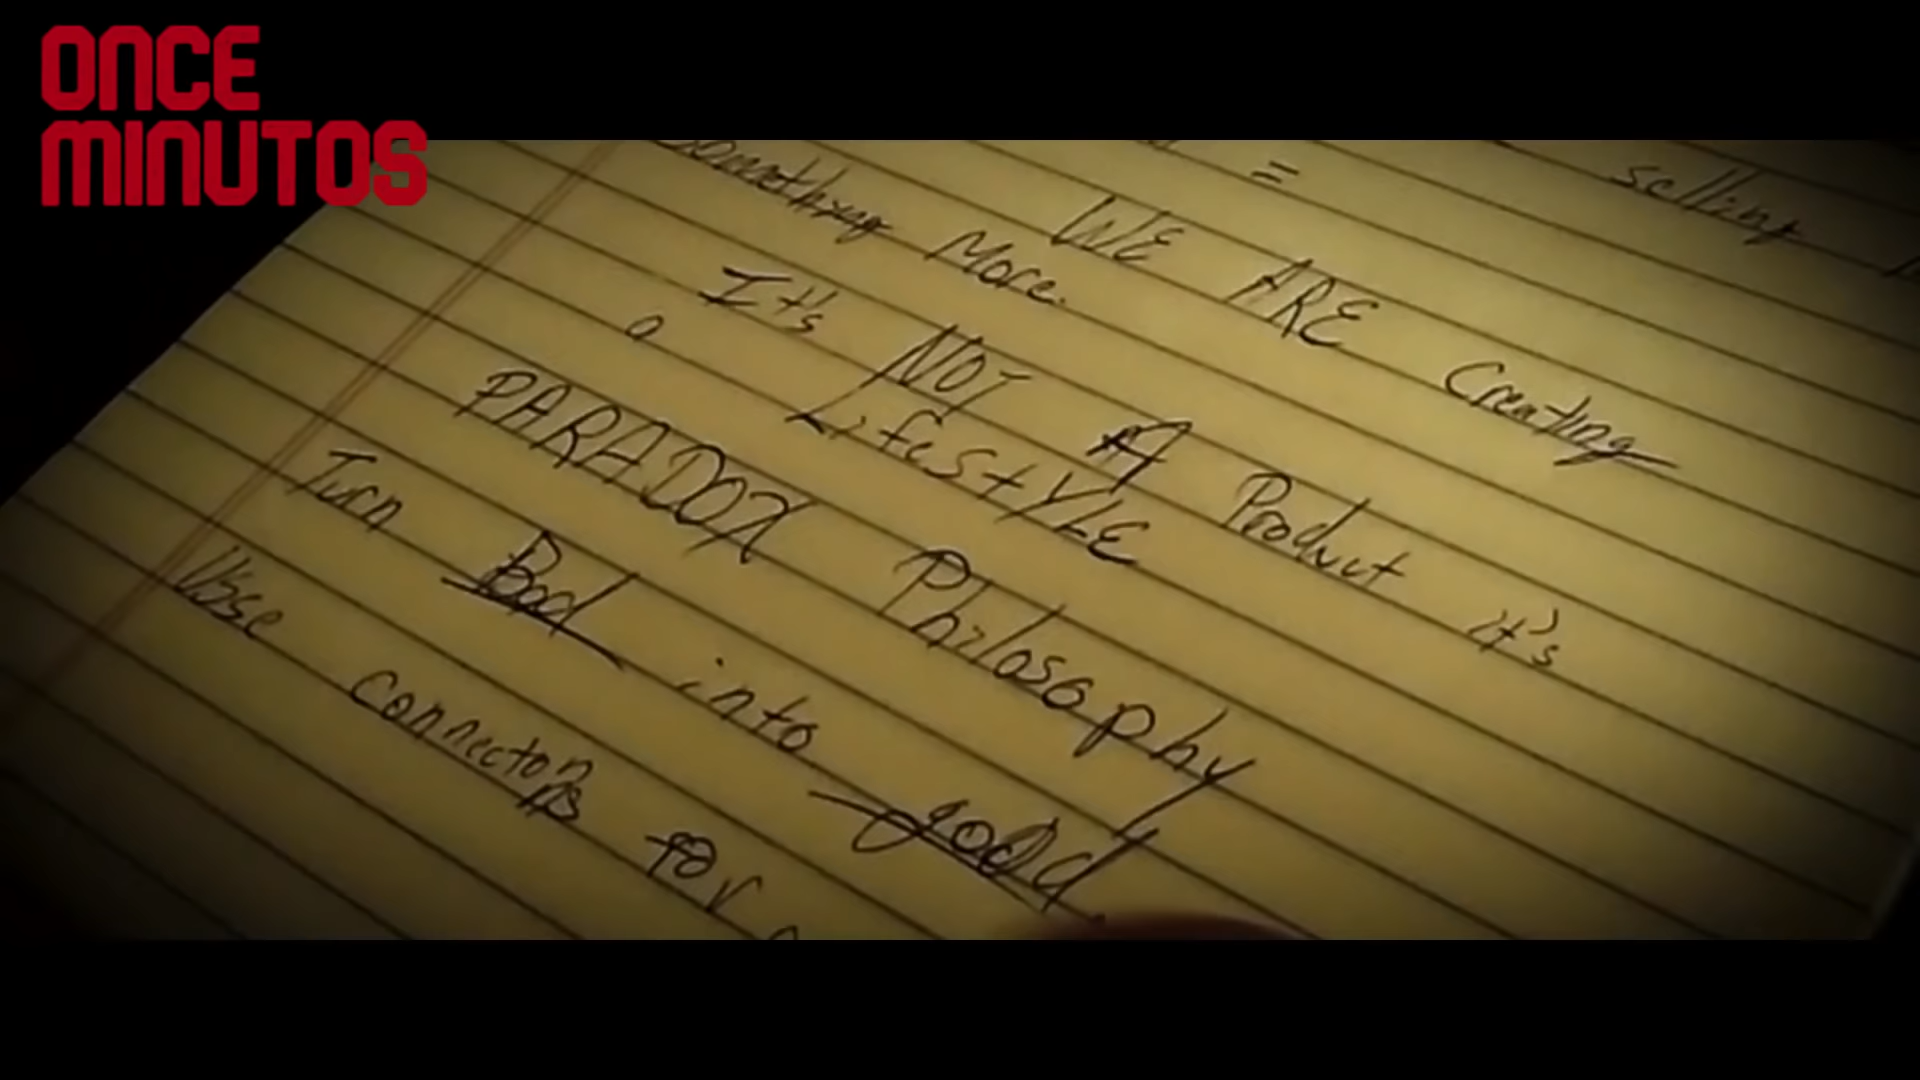 ONCE
MINUTOS
= selling
WE ARE Creating
Something More.
It's NOT A Product it's
a LifestYLE
PARADOX Philosophy
Turn Bad into good.
Use connectors for